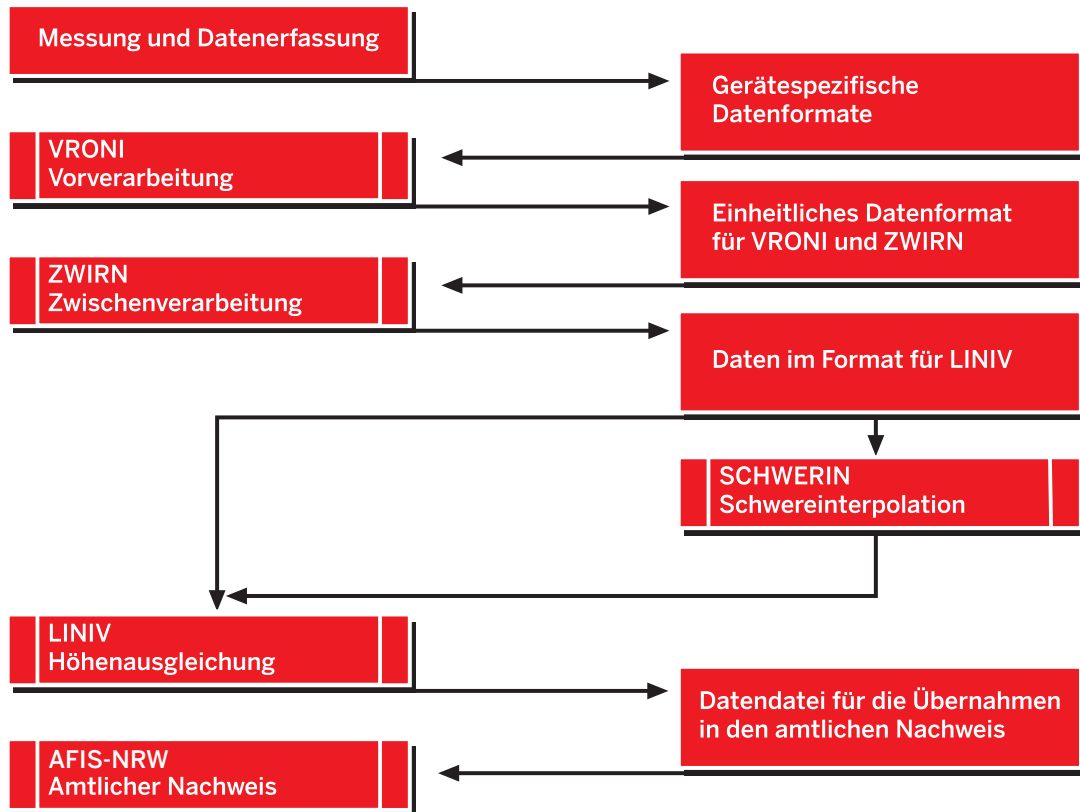 Messung und Datenerfassung
Gerätespezifische
Datenformate
VRONI
Vorverarbeitung
Einheitliches Datenformat
für VRONI und ZWIRN
ZWIRN
Zwischenverarbeitung
Daten im Format für LINIV
SCHWERIN
Schwereinterpolation
LINIV
Höhenausgleichung
Datendatei für die Übernahmen
in den amtlichen Nachweis
AFIS-NRW
Amtlicher Nachweis